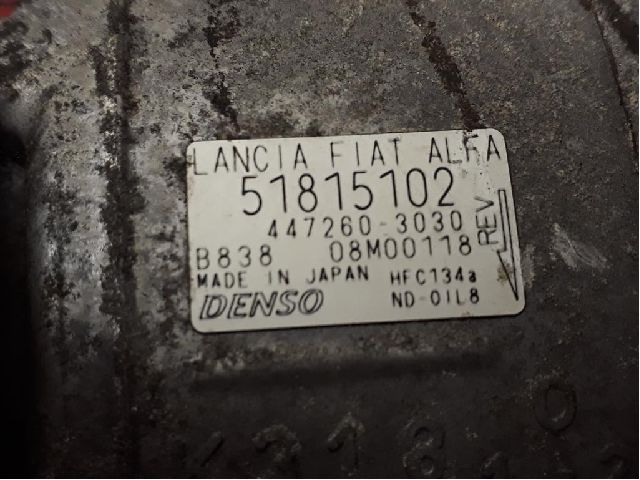 LANCIA FIAT ALFA
51815102
447260-3030
B838 08M00118
REV
MADE IN JAPAN HFC134a
DENSO ND-OIL8